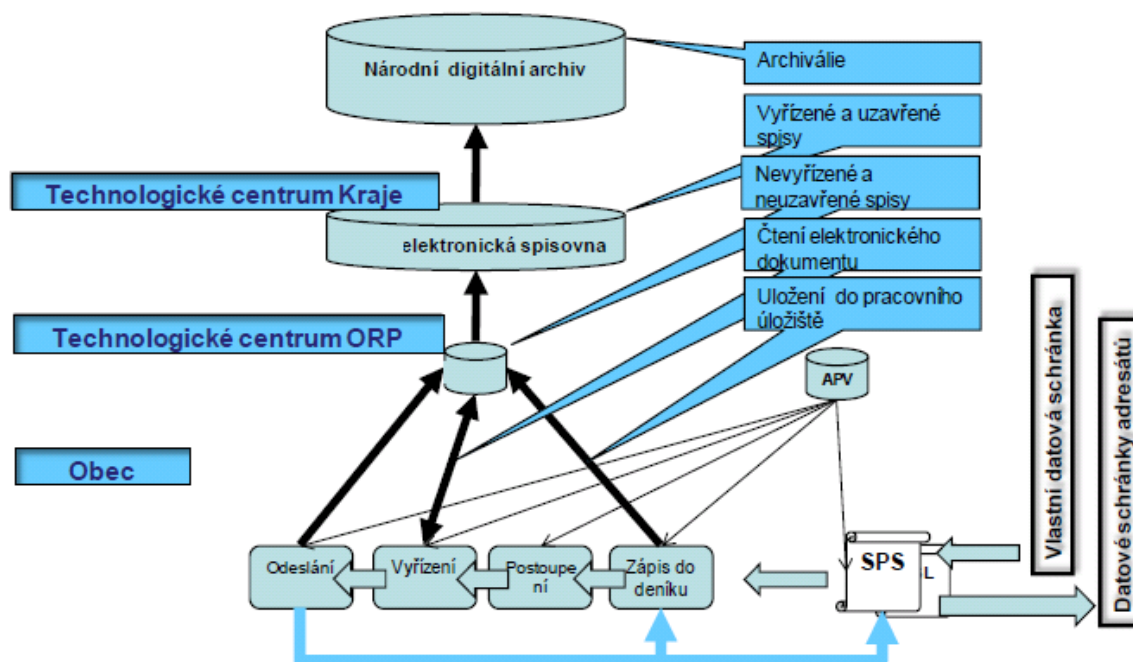 Národní digitální archiv
Archiválie
Vyřízené a uzavřené
spisy
Technologické centrum Kraje
Nevyřízené a
neuzavřené spisy
elektronická spisovna
Čtení elektronického
dokumentu
Technologické centrum ORP
Uložení do pracovního
úložiště
APV
Obec
Vlastní datová schránka
Datové schránky adresátů
Odeslání
Vyřízení
Postoupe
ní
Zápis do
deníku
SPS